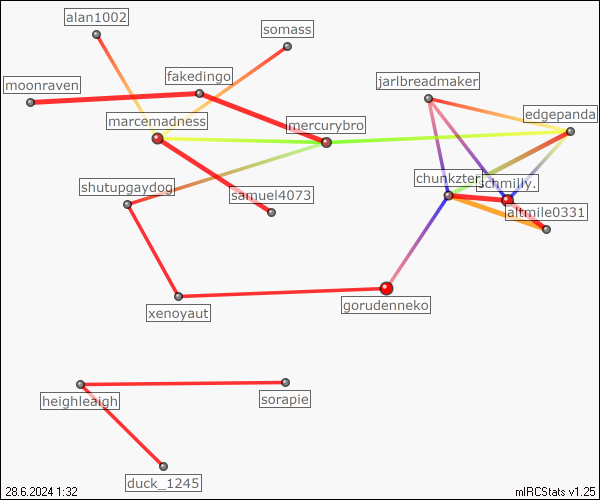 alan1002
somass
moonraven
fakedingo
jarlbreadmaker
edgepanda
marcemadness
mercurybro
shutupgaydog
samuel4073
chunkzter
schmilly.
altmile0331
xenoyaut
gorudenneko
heighleaigh
sorapie
duck_1245
28.6.2024 1:32
mIRCStats v1.25